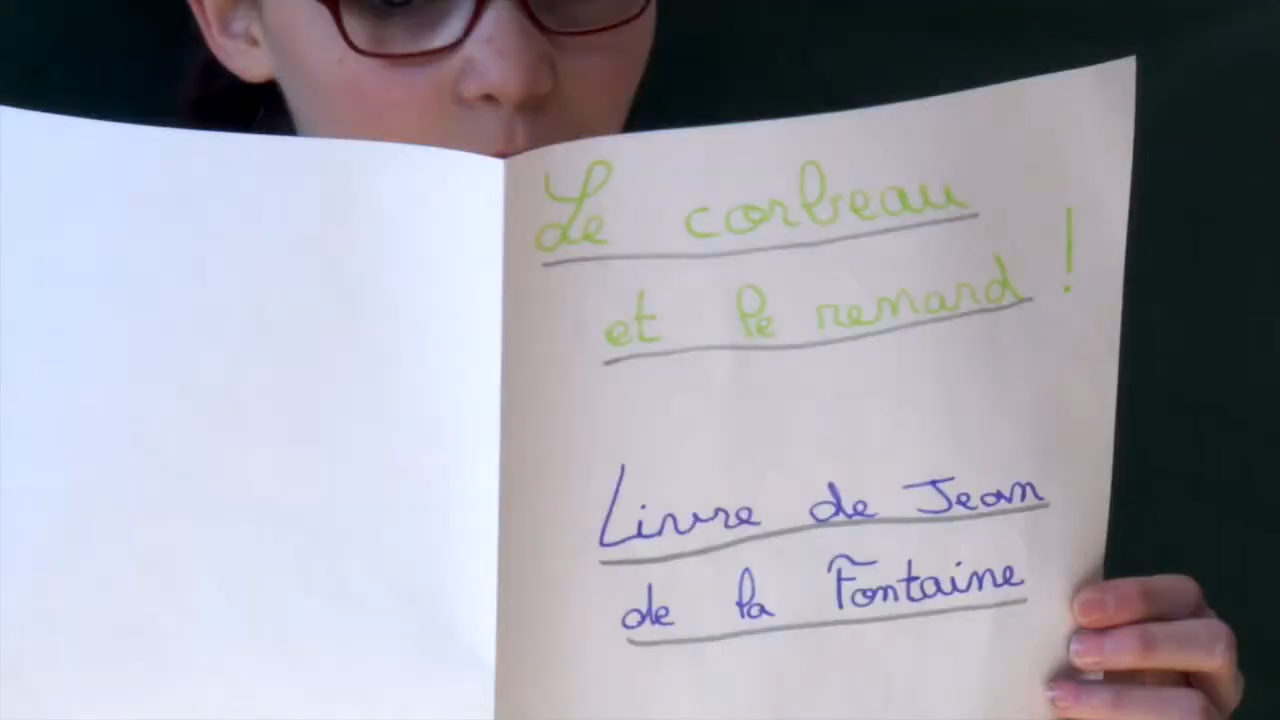 Le corbeau
et le renard !
Livre de Jean
de la Fontaine